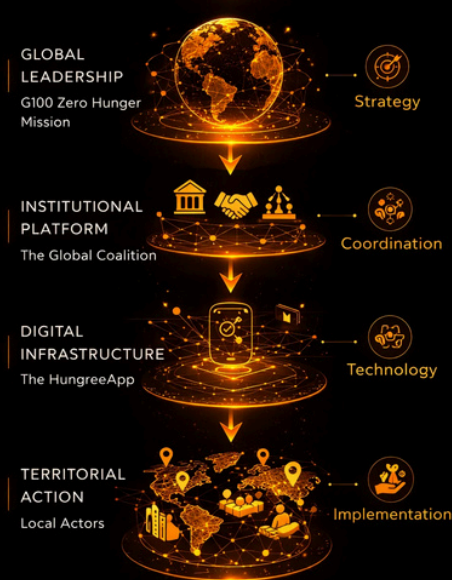 GLOBAL
LEADERSHIP
G100 Zero Hunger
Mission
Strategy
INSTITUTIONAL
PLATFORM
The Global Coalition
Coordination
DIGITAL
INFRASTRUCTURE
The HungreeApp
Technology
TERRITORIAL
ACTION
Local Actors
Implementation